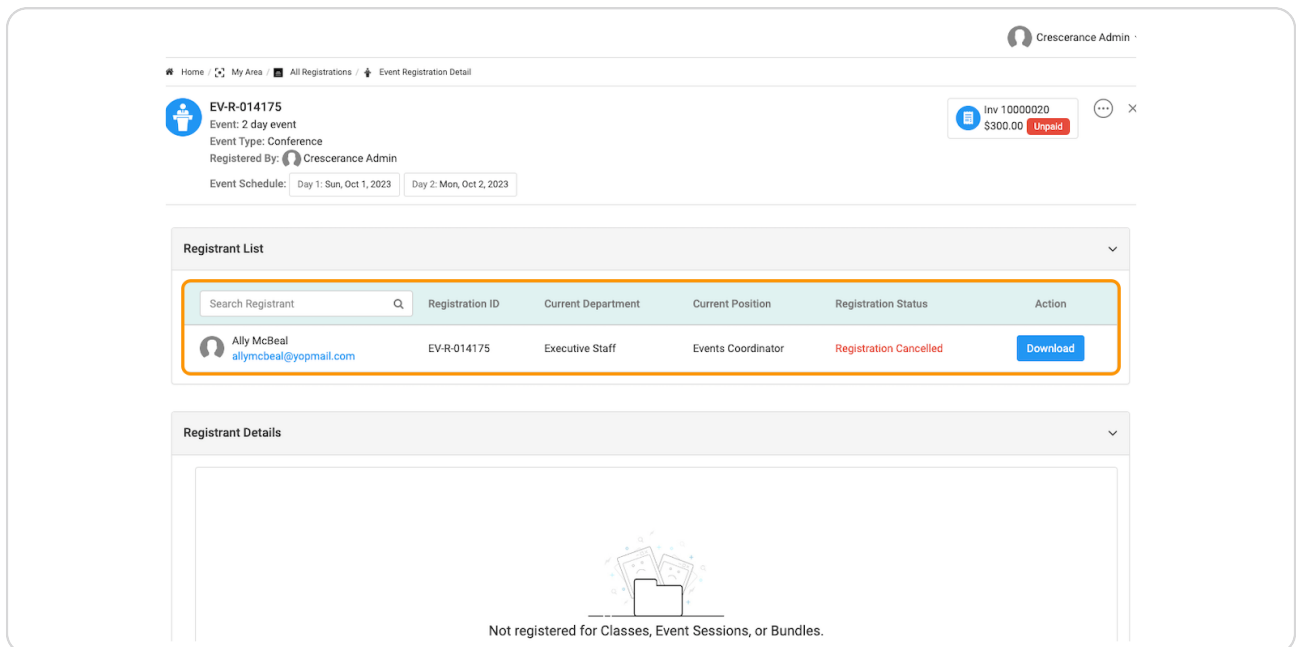 Crescerance Admin
Home / My Area / All Registrations / Event Registration Detail
EV-R-014175
Event: 2 day event
Event Type: Conference
Registered By: Crescerance Admin
Event Schedule: Day 1: Sun, Oct 1, 2023 Day 2: Mon, Oct 2, 2023
Inv 10000020
$300.00 Unpaid
Registrant List
Search Registrant Registration ID Current Department Current Position Registration Status Action
Ally McBeal
allymcbeal@yopmail.com
EV-R-014175 Executive Staff Events Coordinator Registration Cancelled Download
Registrant Details
Not registered for Classes, Event Sessions, or Bundles.